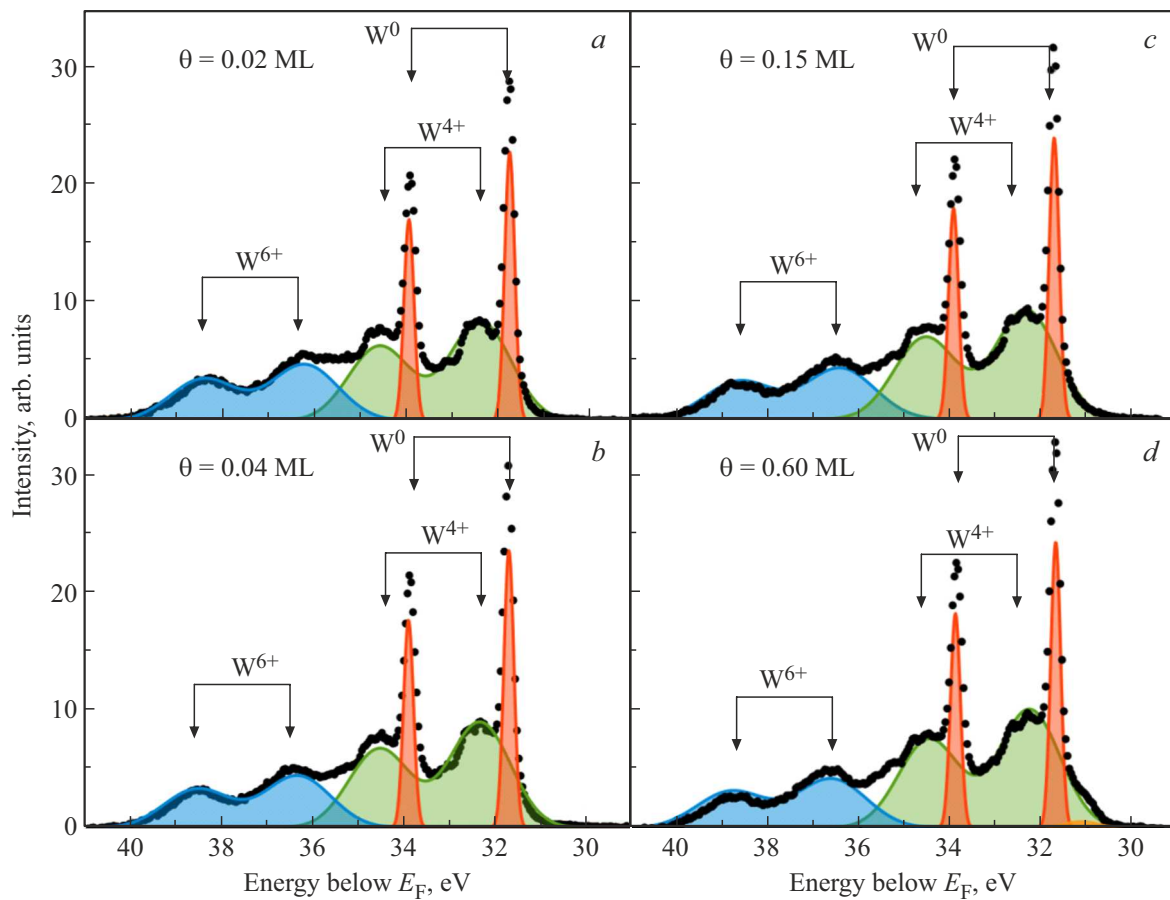 a
W⁰
θ = 0.02 ML
W⁴⁺
W⁶⁺
30
20
10
0
c
W⁰
θ = 0.15 ML
W⁴⁺
W⁶⁺
b
W⁰
θ = 0.04 ML
W⁴⁺
W⁶⁺
30
20
10
0
d
W⁰
θ = 0.60 ML
W⁴⁺
W⁶⁺
Intensity, arb. units
40 38 36 34 32 30
40 38 36 34 32 30
Energy below E_F, eV
Energy below E_F, eV